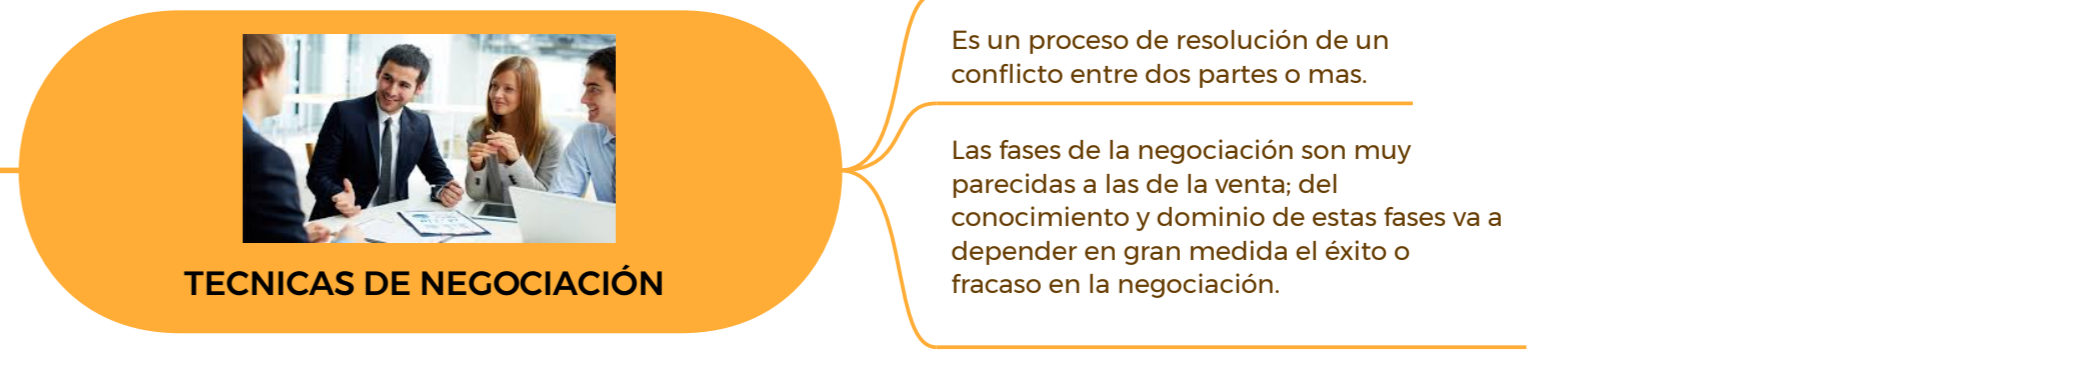 TECNICAS DE NEGOCIACIÓN
Es un proceso de resolución de un
conflicto entre dos partes o mas.
Las fases de la negociación son muy
parecidas a las de la venta; del
conocimiento y dominio de estas fases va a
depender en gran medida el éxito o
fracaso en la negociación.